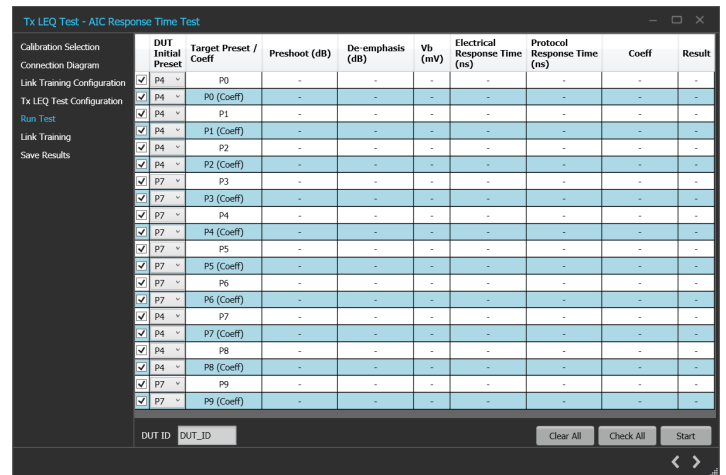 Tx LEQ Test - AIC Response Time Test
Calibration Selection
Connection Diagram
Link Training Configuration
Tx LEQ Test Configuration
Run Test
Link Training
Save Results
DUT Initial Preset Target Preset / Coeff Preshoot (dB) De-emphasis (dB) Vb (mV) Electrical Response Time (ns) Protocol Response Time (ns) Coeff Result
P4 P0 - - - - - - -
P4 P0 (Coeff) - - - - - - -
P4 P1 - - - - - - -
P4 P1 (Coeff) - - - - - - -
P4 P2 - - - - - - -
P4 P2 (Coeff) - - - - - - -
P7 P3 - - - - - - -
P7 P3 (Coeff) - - - - - - -
P7 P4 - - - - - - -
P7 P4 (Coeff) - - - - - - -
P7 P5 - - - - - - -
P7 P5 (Coeff) - - - - - - -
P7 P6 - - - - - - -
P7 P6 (Coeff) - - - - - - -
P4 P7 - - - - - - -
P4 P7 (Coeff) - - - - - - -
P4 P8 - - - - - - -
P4 P8 (Coeff) - - - - - - -
P7 P9 - - - - - - -
P7 P9 (Coeff) - - - - - - -
DUT ID DUT_ID Clear All Check All Start